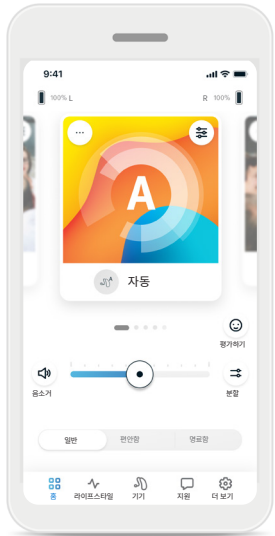 9:41
100% L
R 100%
A
A
자동
평가하기
음소거
분할
일반 편안함 명료함
홈 라이프스타일 기기 지원 더 보기